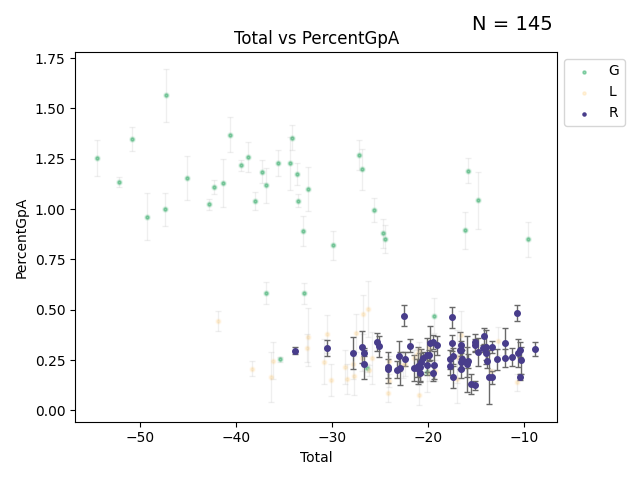 N = 145
Total vs PercentGpA
1.75
1.50
1.25
1.00
0.75
0.50
0.25
0.00
PercentGpA
−50
−40
−30
−20
−10
Total
G
L
R